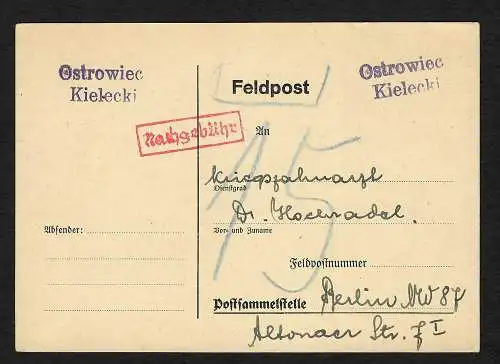 Ostrowiec
Kielecki
Ostrowiec
Kielecki
Feldpost
Nachgebühr
15
An
Kriegszahnarzt
Dienstgrad
Dr. Hochradel.
Vor- und Zuname
Absender:
Feldpostnummer
Postsammelstelle Berlin NW 87
Altonaer Str. 7 I